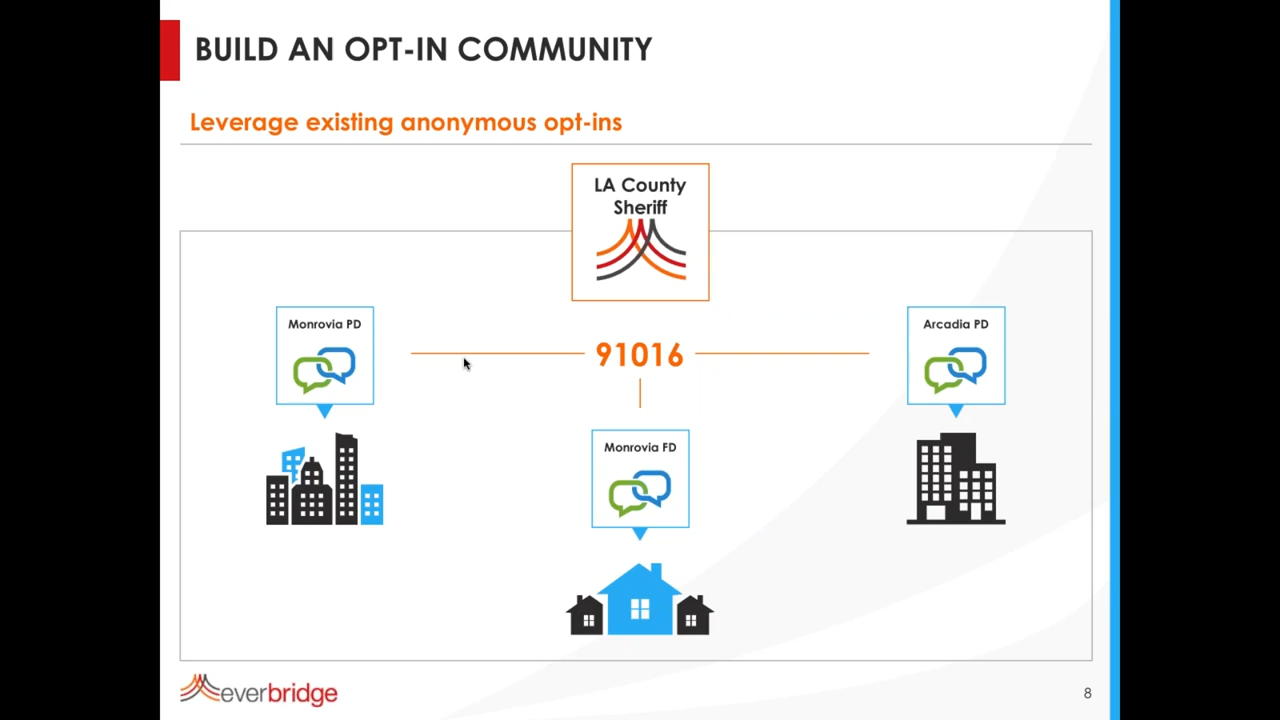 BUILD AN OPT-IN COMMUNITY
Leverage existing anonymous opt-ins
LA County
Sheriff
Monrovia PD
91016
Arcadia PD
Monrovia FD
everbridge
8